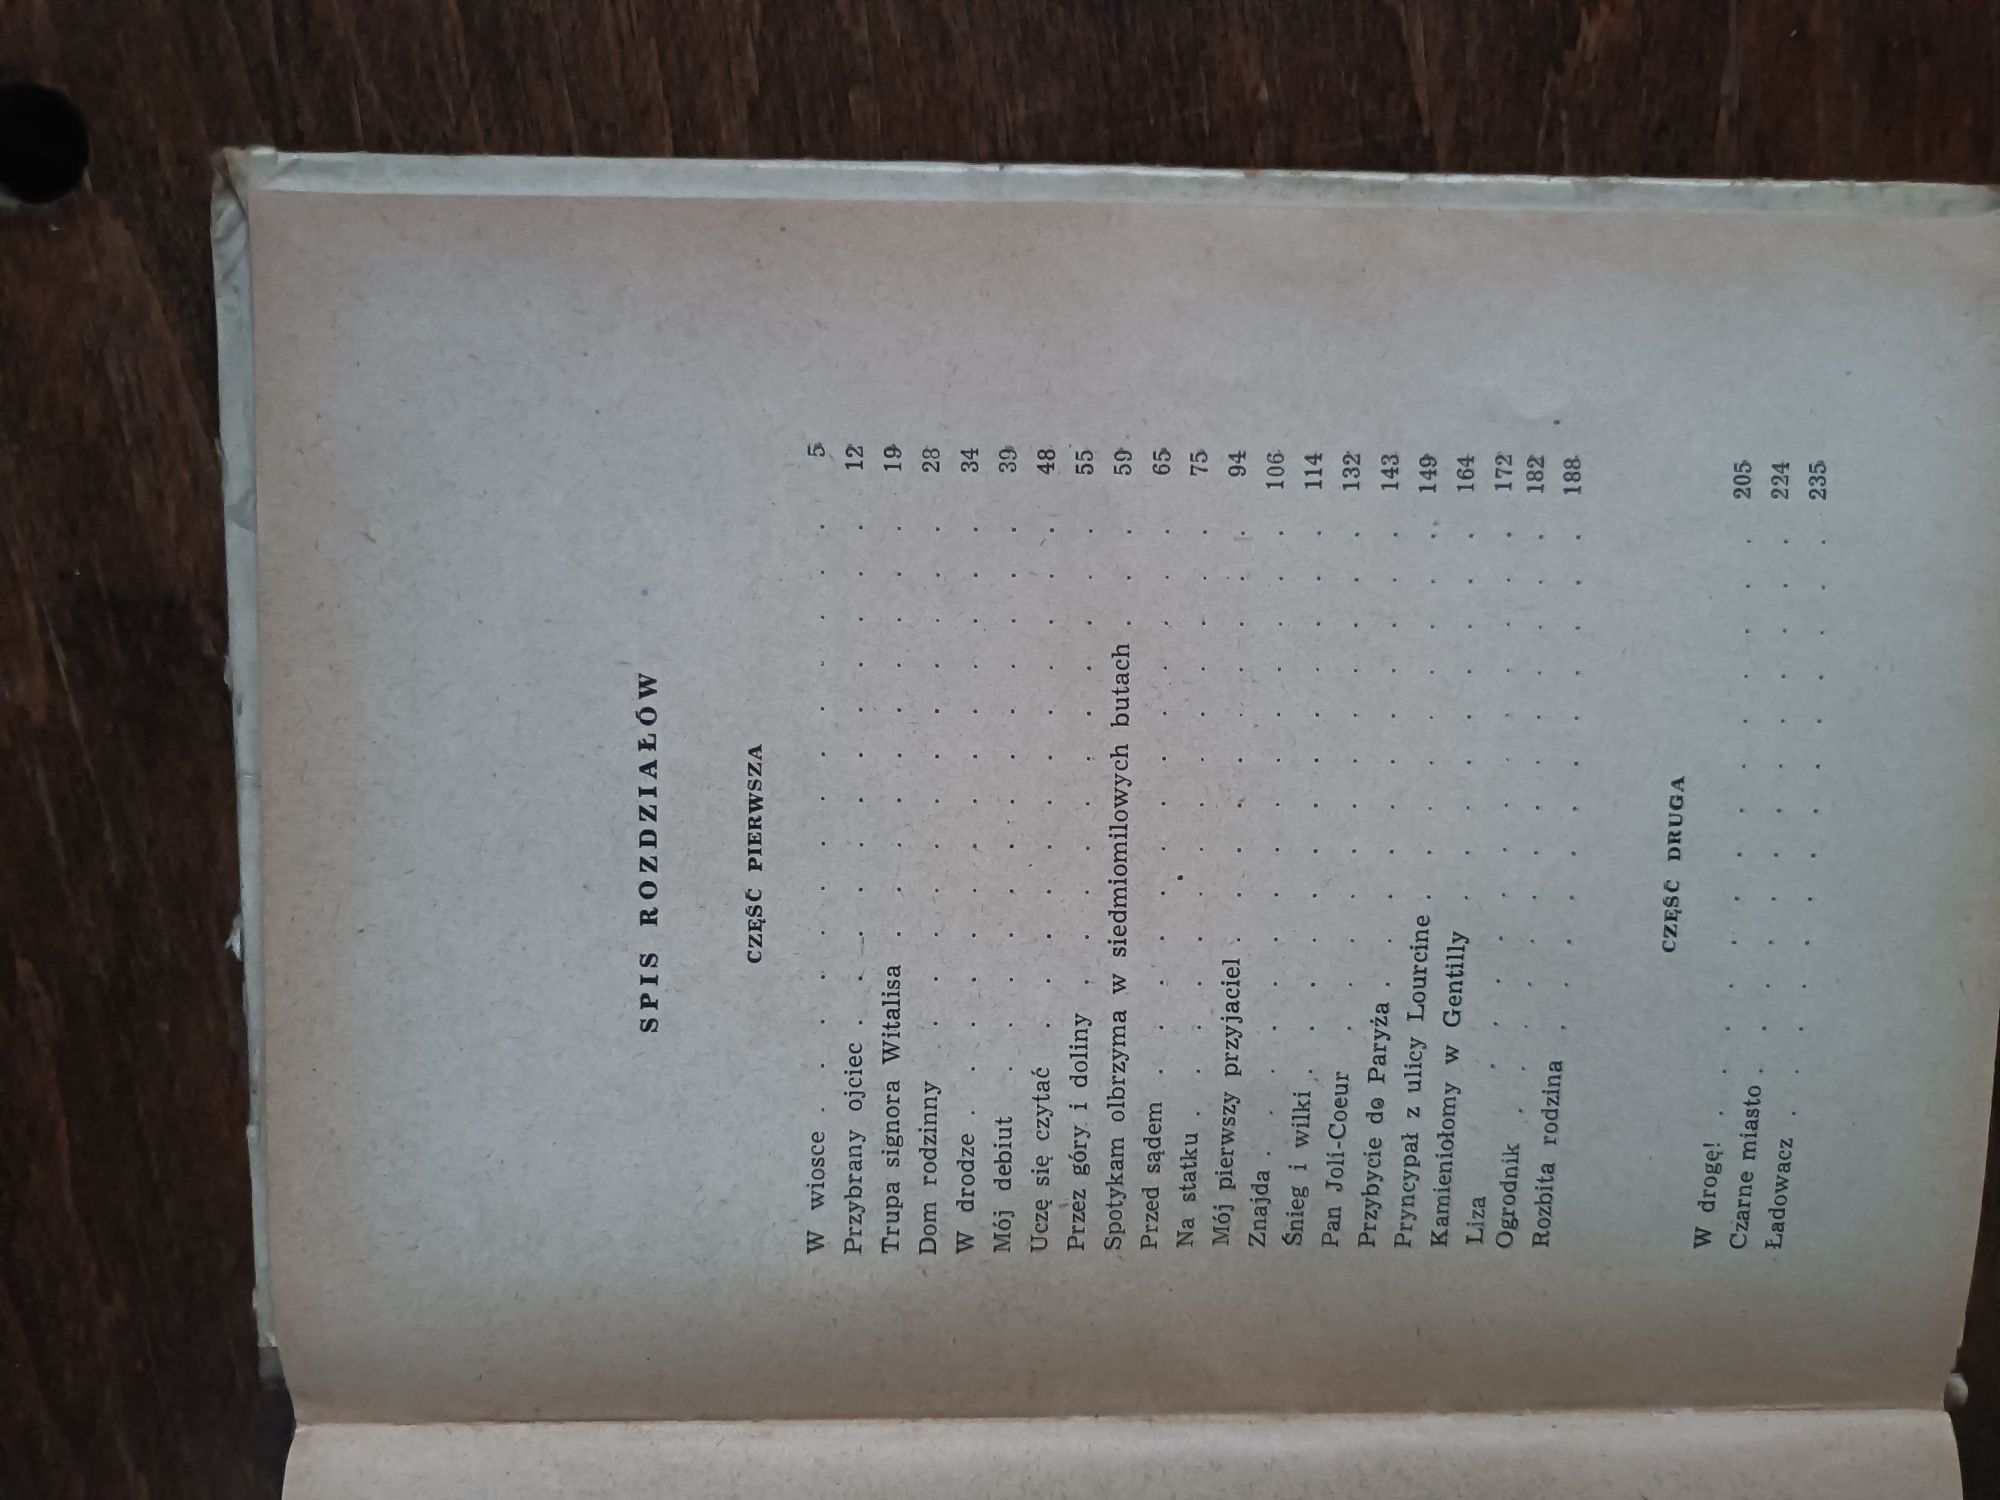 SPIS ROZDZIAŁÓW
CZĘŚĆ PIERWSZA
W wiosce . . . . . . . . . . . . 5
Przybrany ojciec . . . . . . . . . . . . 12
Trupa signora Witalisa . . . . . . . . . . 19
Dom rodzinny . . . . . . . . . . . . 28
W drodze . . . . . . . . . . . . . 34
Mój debiut . . . . . . . . . . . . 39
Uczę się czytać . . . . . . . . . . . . 48
Przez góry i doliny . . . . . . . . . . . 55
Spotykam olbrzyma w siedmiomilowych butach . . . 59
Przed sądem . . . . . . . . . . . . 65
Na statku . . . . . . . . . . . . . 75
Mój pierwszy przyjaciel . . . . . . . . . . 94
Znajda . . . . . . . . . . . . . . 106
Śnieg i wilki . . . . . . . . . . . . 114
Pan Joli-Coeur . . . . . . . . . . . . 132
Przybycie do Paryża . . . . . . . . . . . 143
Pryncypał z ulicy Lourcine . . . . . . . . . 149
Kamieniołomy w Gentilly . . . . . . . . . 164
Liza . . . . . . . . . . . . 172
Ogrodnik . . . . . . . . . . . . . 182
Rozbita rodzina . . . . . . . . . . . . 188
CZĘŚĆ DRUGA
W drogę! . . . . . . . . . . . . . 205
Czarne miasto . . . . . . . . . . . . 224
Ładowacz . . . . . . . . . . . . . 235